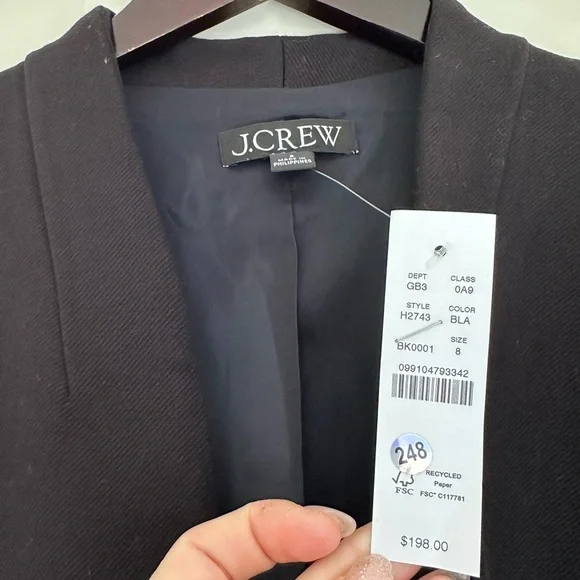 J.CREW
8
MADE IN
PHILIPPINES
DEPT CLASS
GB3 0A9
STYLE COLOR
H2743 BLA
SIZE
BK0001 8
099104793342
248
RECYCLED
Paper
FSC FSC® C117781
$198.00